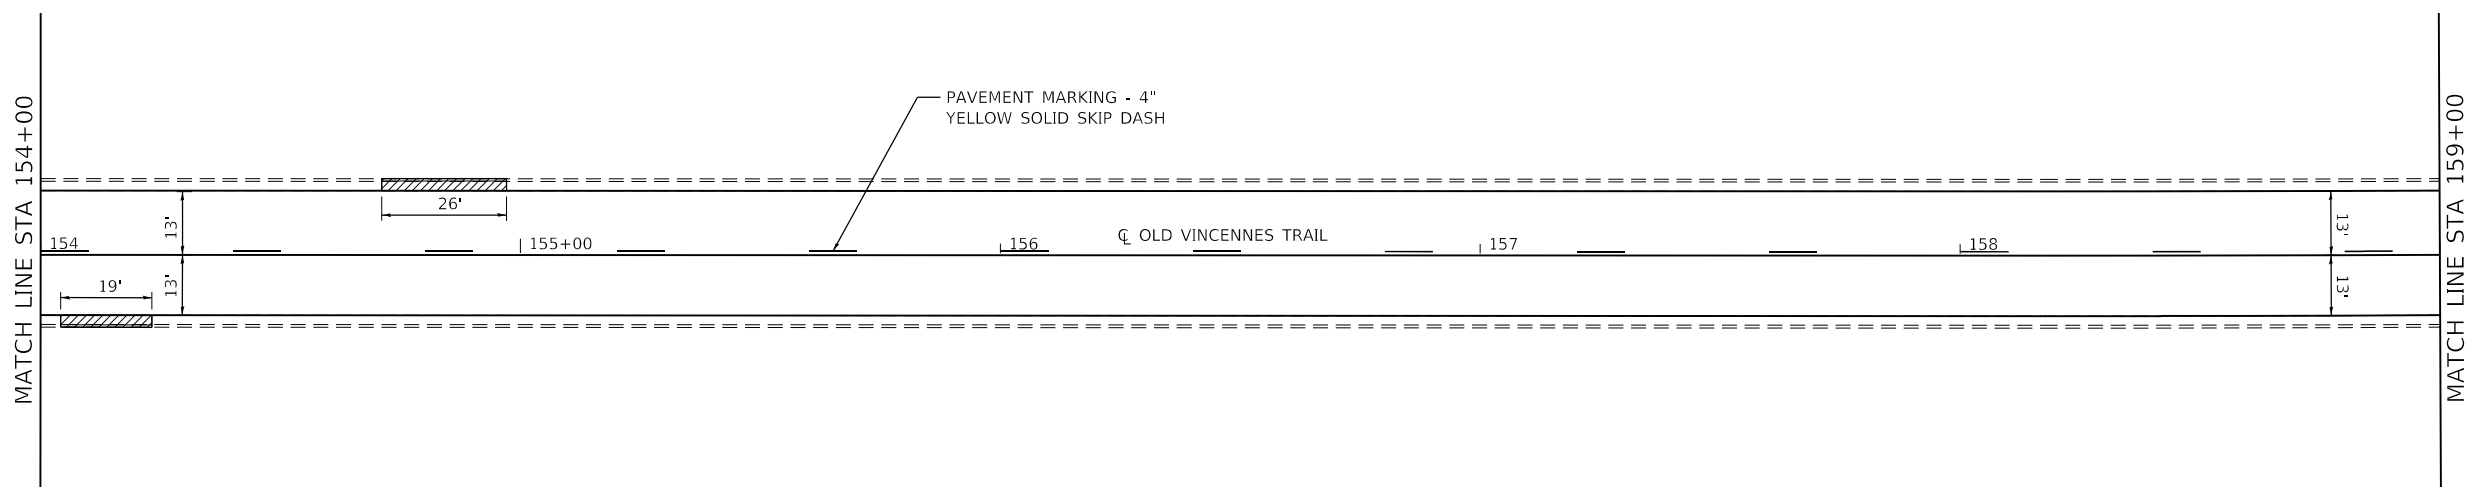 MATCH LINE STA 154+00
PAVEMENT MARKING - 4"
YELLOW SOLID SKIP DASH
26'
13'
154
155+00
156
℄ OLD VINCENNES TRAIL
157
158
13'
19'
13'
13'
MATCH LINE STA 159+00